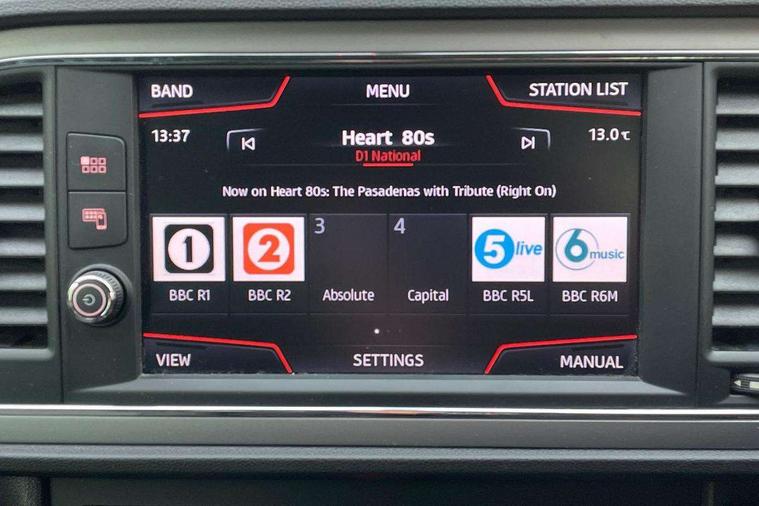 BAND MENU STATION LIST
13:37 Heart 80s 13.0°C
D1 National
Now on Heart 80s: The Pasadenas with Tribute (Right On)
1 2 3 4 5 live 6 music
BBC R1 BBC R2 Absolute Capital BBC R5L BBC R6M
VIEW SETTINGS MANUAL